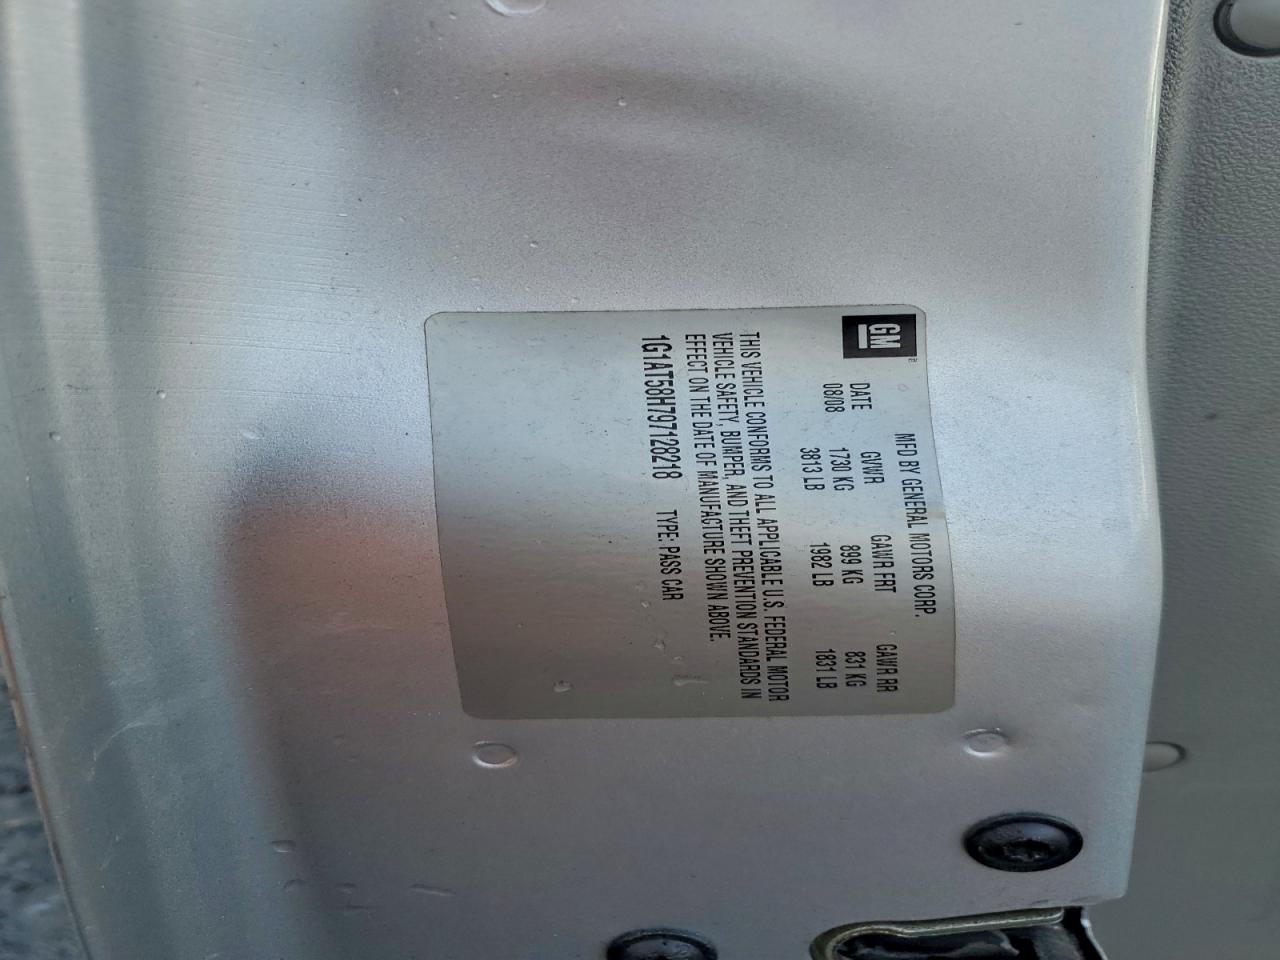 GM
MFD BY GENERAL MOTORS CORP.
DATE GVWR GAWR FRT GAWR RR
08/08 1730 KG 899 KG 831 KG
3813 LB 1982 LB 1831 LB
THIS VEHICLE CONFORMS TO ALL APPLICABLE U.S. FEDERAL MOTOR
VEHICLE SAFETY, BUMPER, AND THEFT PREVENTION STANDARDS IN
EFFECT ON THE DATE OF MANUFACTURE SHOWN ABOVE.
1G1AT58H797128218 TYPE: PASS CAR